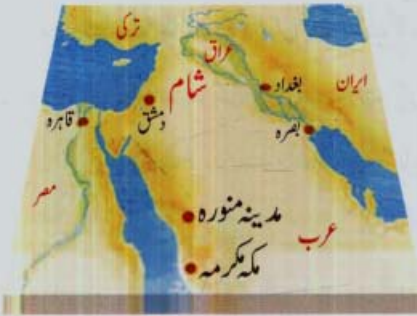 ترکی
عراق
ایران
شام
بغداد
دمشق
قاہرہ
بصرہ
مصر
مدینہ منورہ
عرب
مکہ مکرمہ